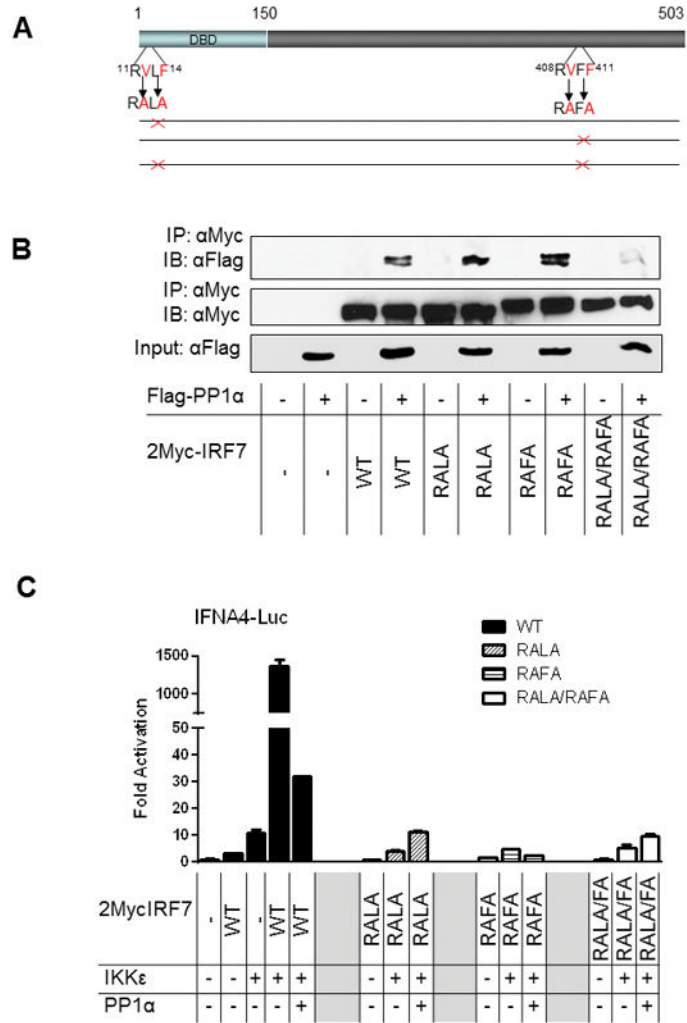 A
1 150 503
DBD
11RVLF14 408RVFF411
RALA RAFA
B
IP: αMyc
IB: αFlag
IP: αMyc
IB: αMyc
Input: αFlag
Flag-PP1α - + - + - + - + - +
2Myc-IRF7 - - WT WT RALA RALA RAFA RAFA RALA/RAFA RALA/RAFA
C
IFNA4-Luc
WT
RALA
RAFA
RALA/RAFA
Fold Activation
1500
1000
50
40
30
20
10
0
2MycIRF7 - WT - WT WT RALA RALA RALA RAFA RAFA RAFA RALA/FA RALA/FA RALA/FA
IKKε - - + + + - + + - + + - + +
PP1α - - - - + - - + - - + - - +